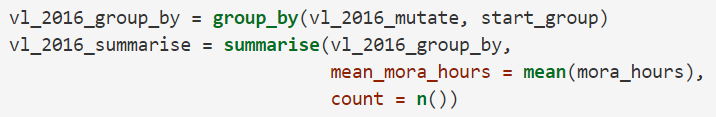 vl_2016_group_by = group_by(vl_2016_mutate, start_group)
vl_2016_summarise = summarise(vl_2016_group_by,
                              mean_mora_hours = mean(mora_hours),
                              count = n())